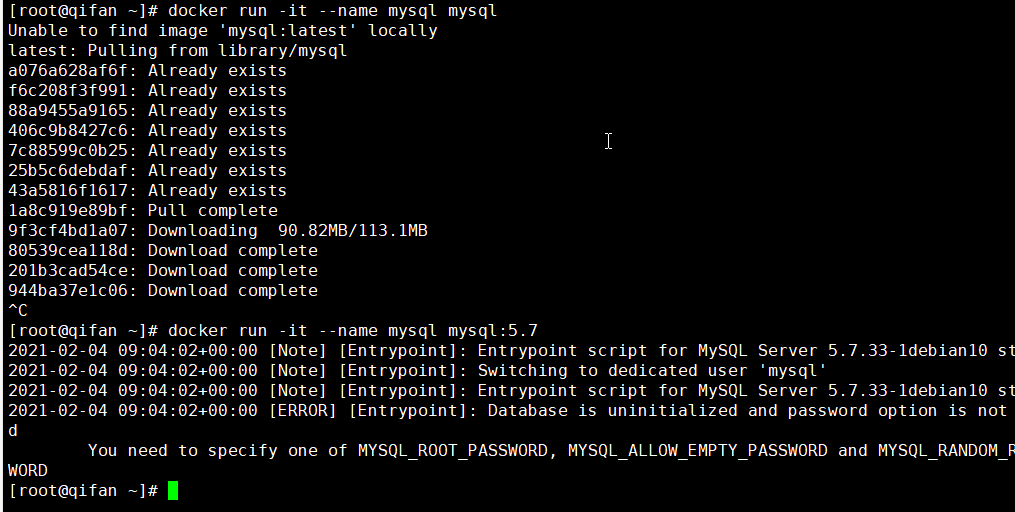 [root@qifan ~]# docker run -it --name mysql mysql
Unable to find image 'mysql:latest' locally
latest: Pulling from library/mysql
a076a628af6f: Already exists
f6c208f3f991: Already exists
88a9455a9165: Already exists
406c9b8427c6: Already exists
7c88599c0b25: Already exists
25b5c6debdaf: Already exists
43a5816f1617: Already exists
1a8c919e89bf: Pull complete
9f3cf4bd1a07: Downloading  90.82MB/113.1MB
80539cea118d: Download complete
201b3cad54ce: Download complete
944ba37e1c06: Download complete
^C
[root@qifan ~]# docker run -it --name mysql mysql:5.7
2021-02-04 09:04:02+00:00 [Note] [Entrypoint]: Entrypoint script for MySQL Server 5.7.33-1debian10 st
2021-02-04 09:04:02+00:00 [Note] [Entrypoint]: Switching to dedicated user 'mysql'
2021-02-04 09:04:02+00:00 [Note] [Entrypoint]: Entrypoint script for MySQL Server 5.7.33-1debian10 st
2021-02-04 09:04:02+00:00 [ERROR] [Entrypoint]: Database is uninitialized and password option is not
d
        You need to specify one of MYSQL_ROOT_PASSWORD, MYSQL_ALLOW_EMPTY_PASSWORD and MYSQL_RANDOM_R
WORD
[root@qifan ~]#